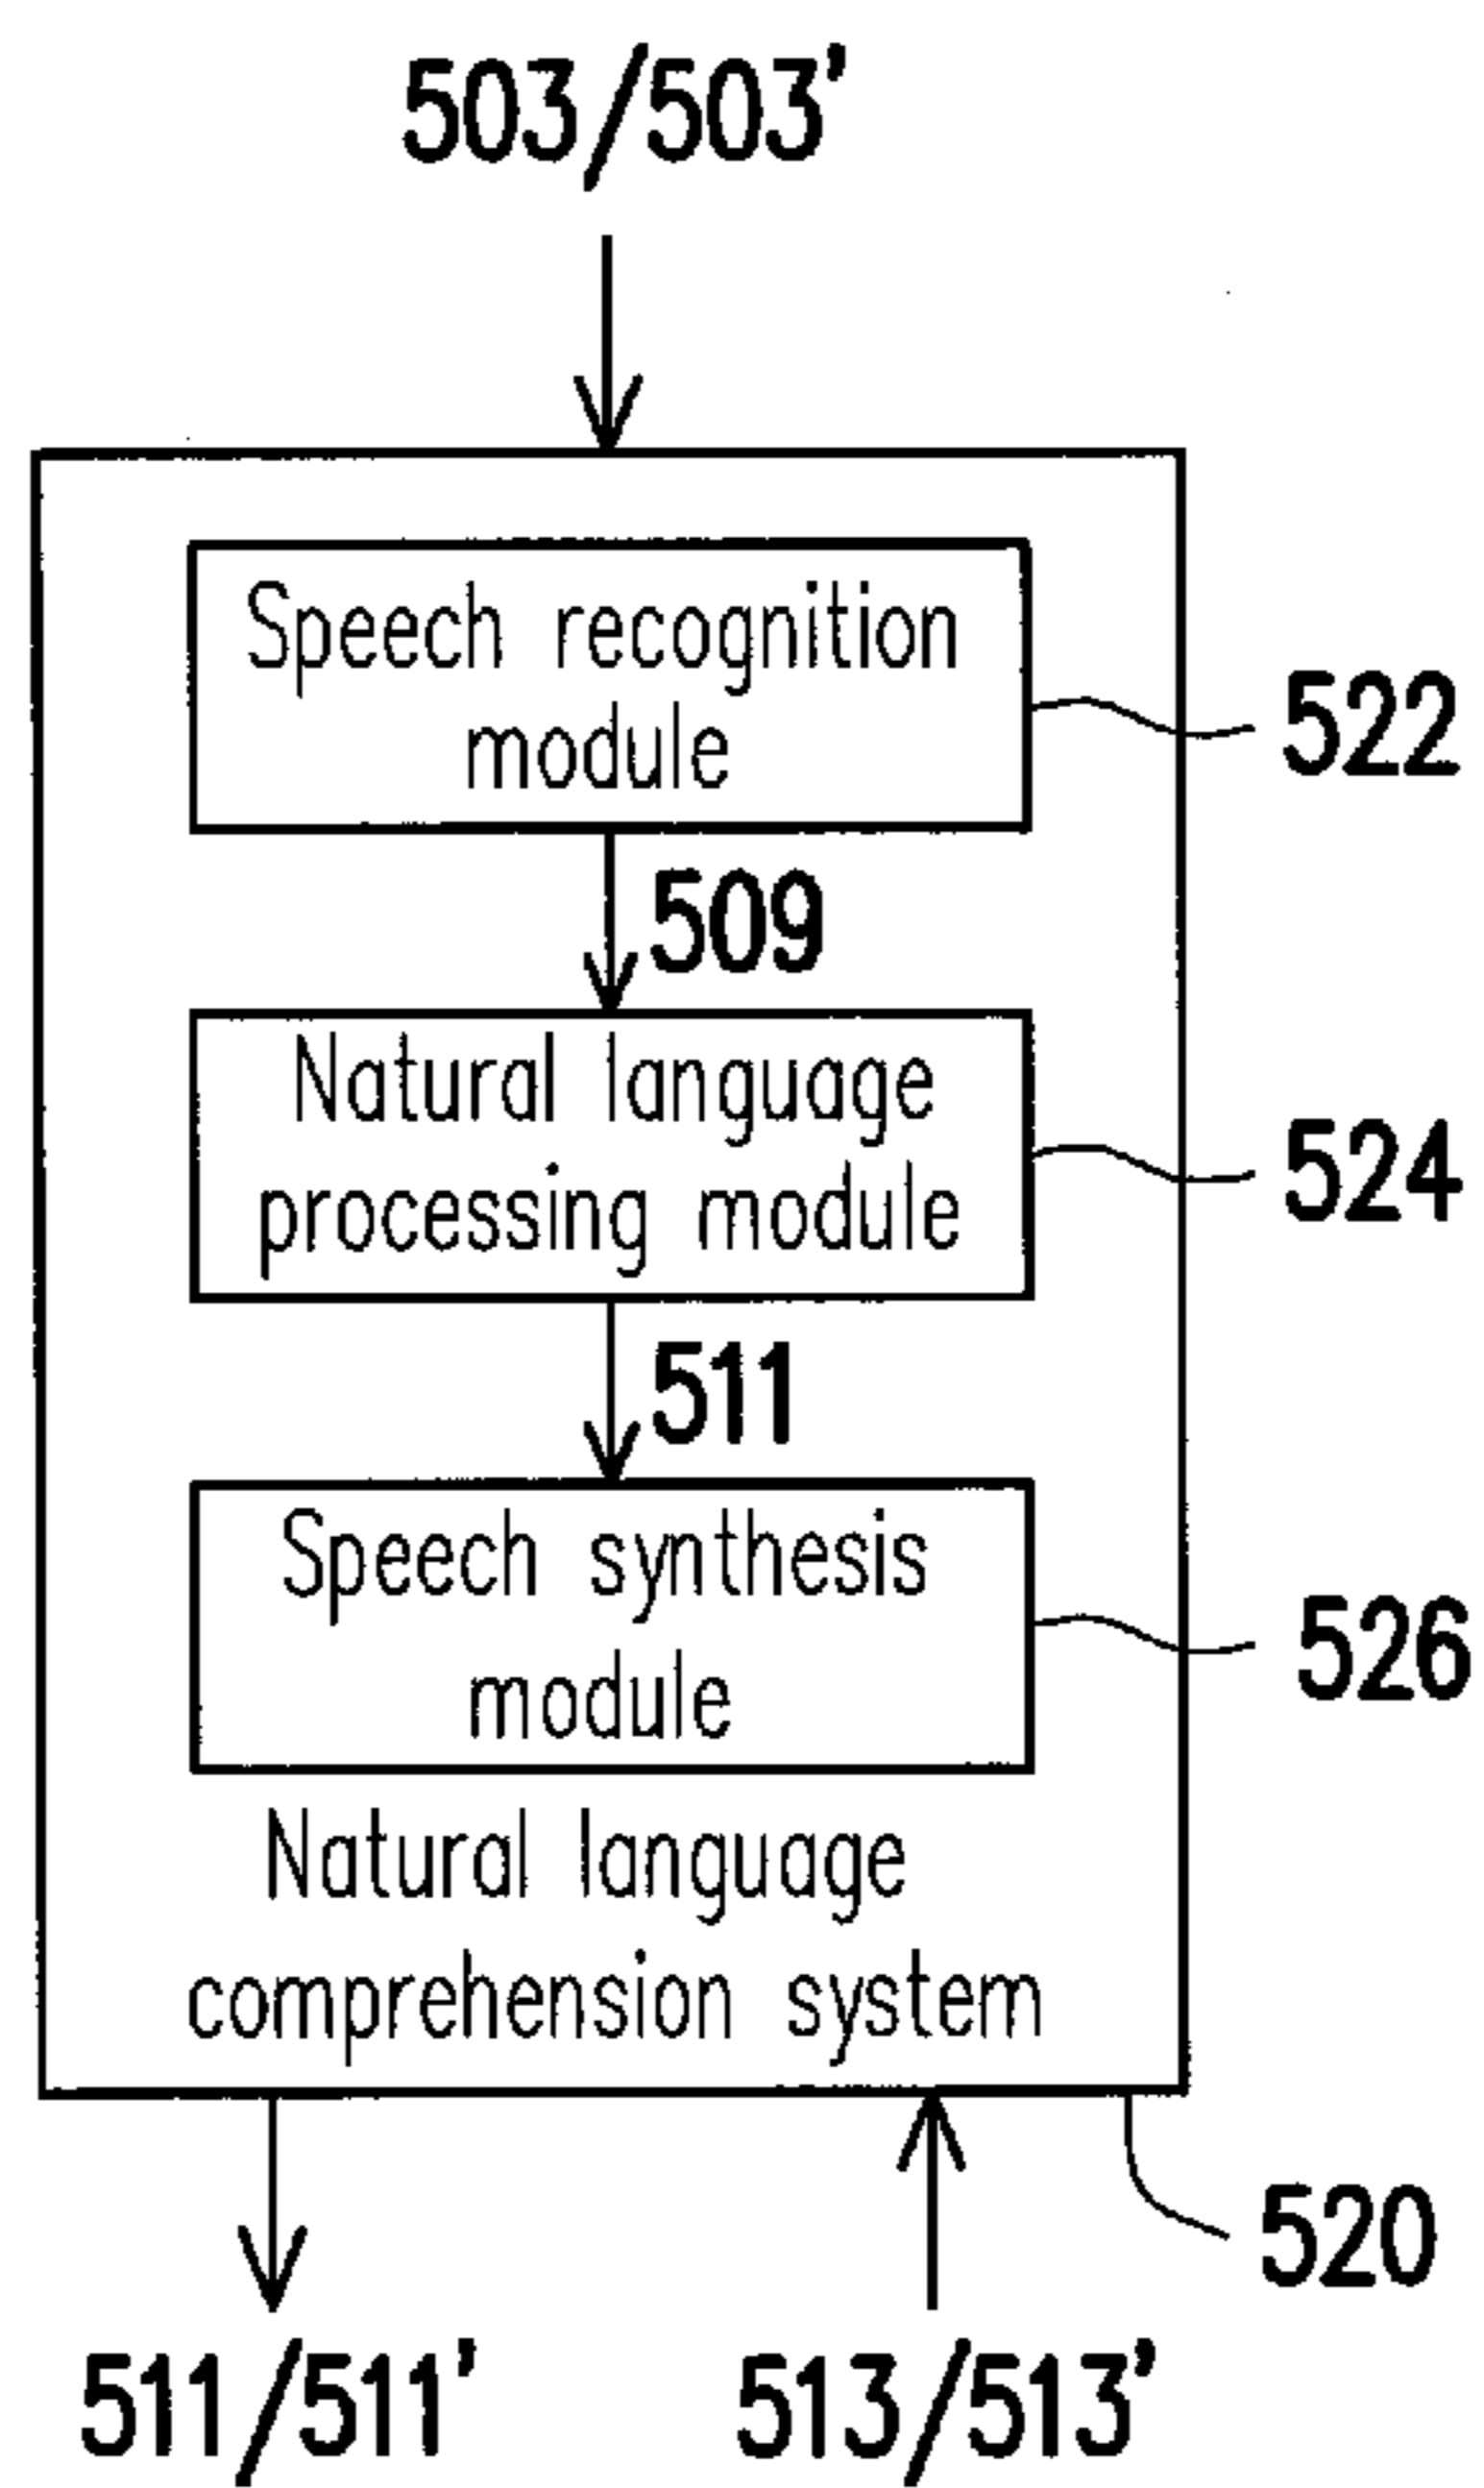 503/503'
Speech recognition
module
522
509
Natural language
processing module
524
511
Speech synthesis
module
526
Natural language
comprehension system
520
511/511'
513/513'